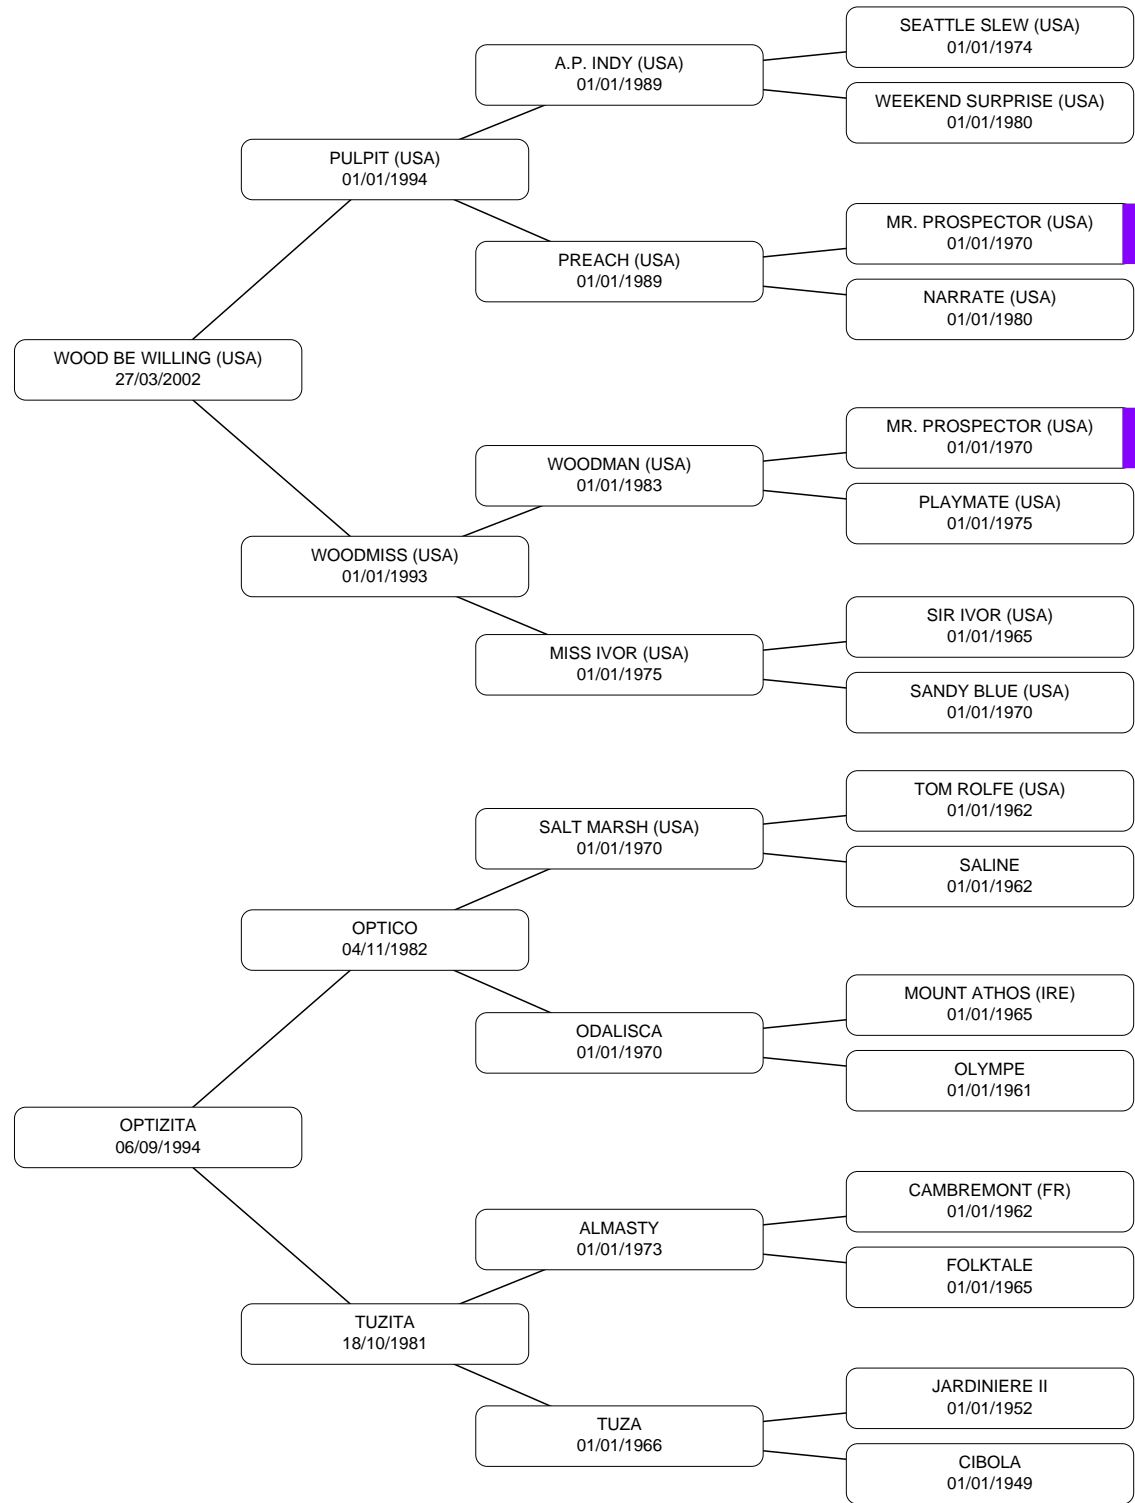 SEATTLE SLEW (USA)
01/01/1974
A.P. INDY (USA)
01/01/1989
WEEKEND SURPRISE (USA)
01/01/1980
PULPIT (USA)
01/01/1994
MR. PROSPECTOR (USA)
01/01/1970
PREACH (USA)
01/01/1989
NARRATE (USA)
01/01/1980
WOOD BE WILLING (USA)
27/03/2002
MR. PROSPECTOR (USA)
01/01/1970
WOODMAN (USA)
01/01/1983
PLAYMATE (USA)
01/01/1975
WOODMISS (USA)
01/01/1993
SIR IVOR (USA)
01/01/1965
MISS IVOR (USA)
01/01/1975
SANDY BLUE (USA)
01/01/1970
TOM ROLFE (USA)
01/01/1962
SALT MARSH (USA)
01/01/1970
SALINE
01/01/1962
OPTICO
04/11/1982
MOUNT ATHOS (IRE)
01/01/1965
ODALISCA
01/01/1970
OLYMPE
01/01/1961
OPTIZITA
06/09/1994
CAMBREMONT (FR)
01/01/1962
ALMASTY
01/01/1973
FOLKTALE
01/01/1965
TUZITA
18/10/1981
JARDINIERE II
01/01/1952
TUZA
01/01/1966
CIBOLA
01/01/1949